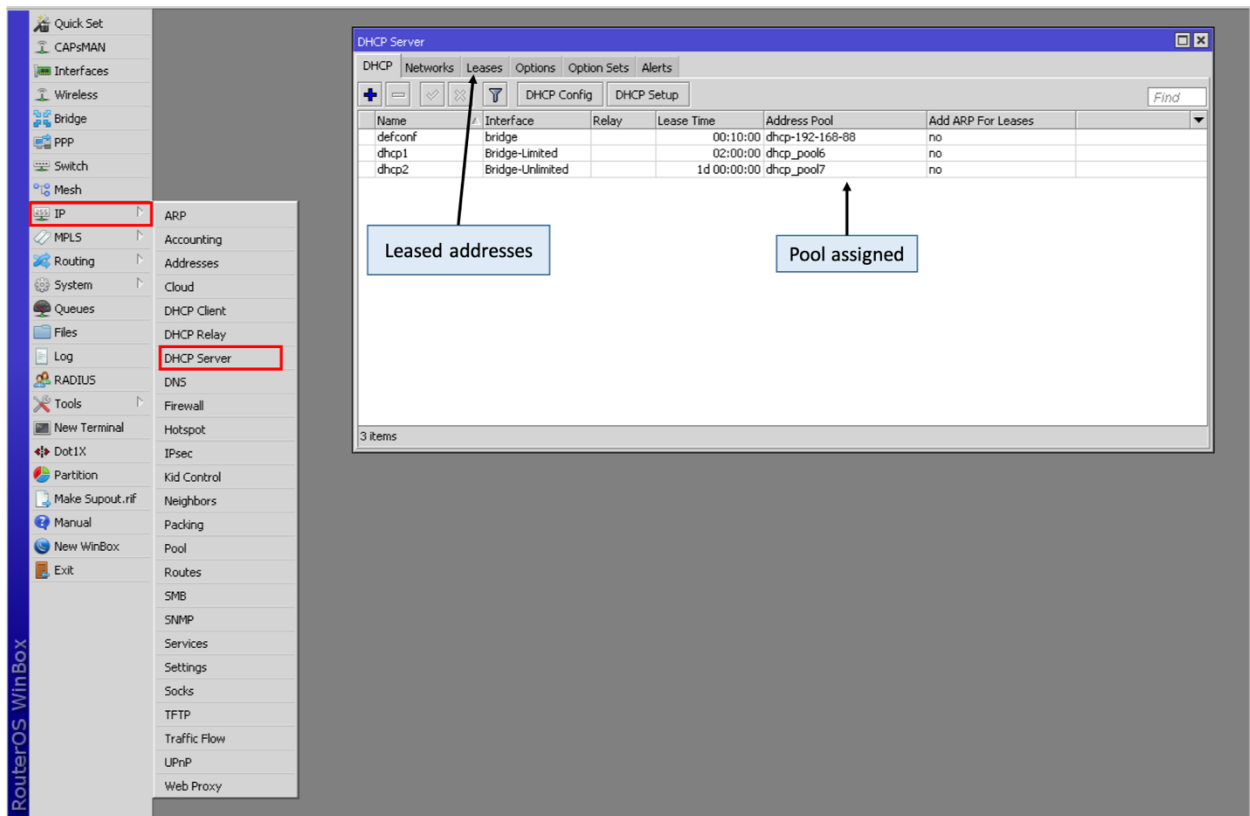 Quick Set
CAPsMAN
Interfaces
Wireless
Bridge
PPP
Switch
Mesh
IP
MPLS
Routing
System
Queues
Files
Log
RADIUS
Tools
New Terminal
Dot1X
Partition
Make Supout.rif
Manual
New WinBox
Exit
RouterOS WinBox
ARP
Accounting
Addresses
Cloud
DHCP Client
DHCP Relay
DHCP Server
DNS
Firewall
Hotspot
IPsec
Kid Control
Neighbors
Packing
Pool
Routes
SMB
SNMP
Services
Settings
Socks
TFTP
Traffic Flow
UPnP
Web Proxy
DHCP Server
DHCP Networks Leases Options Option Sets Alerts
DHCP Config DHCP Setup Find
Name Interface Relay Lease Time Address Pool Add ARP For Leases
defconf bridge 00:10:00 dhcp-192-168-88 no
dhcp1 Bridge-Limited 02:00:00 dhcp_pool6 no
dhcp2 Bridge-Unlimited 1d 00:00:00 dhcp_pool7 no
Leased addresses
Pool assigned
3 items